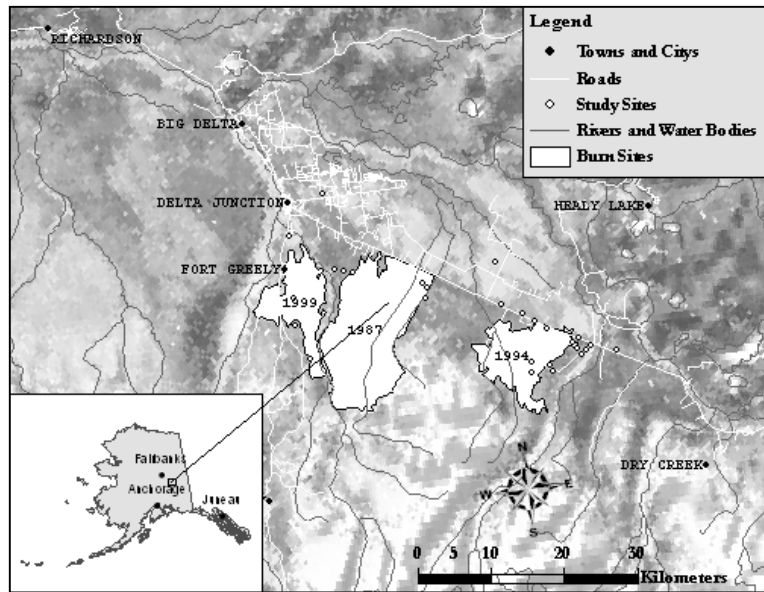 Legend
Towns and Citys
Roads
Study Sites
Rivers and Water Bodies
Burn Sites
RICHARDSON
BIG DELTA
DELTA JUNCTION
HEALY LAKE
FORT GREELY
1999
1987
1994
DRY CREEK
Fairbanks
Anchorage
Juneau
N
W E
S
0 5 10 20 30
Kilometers